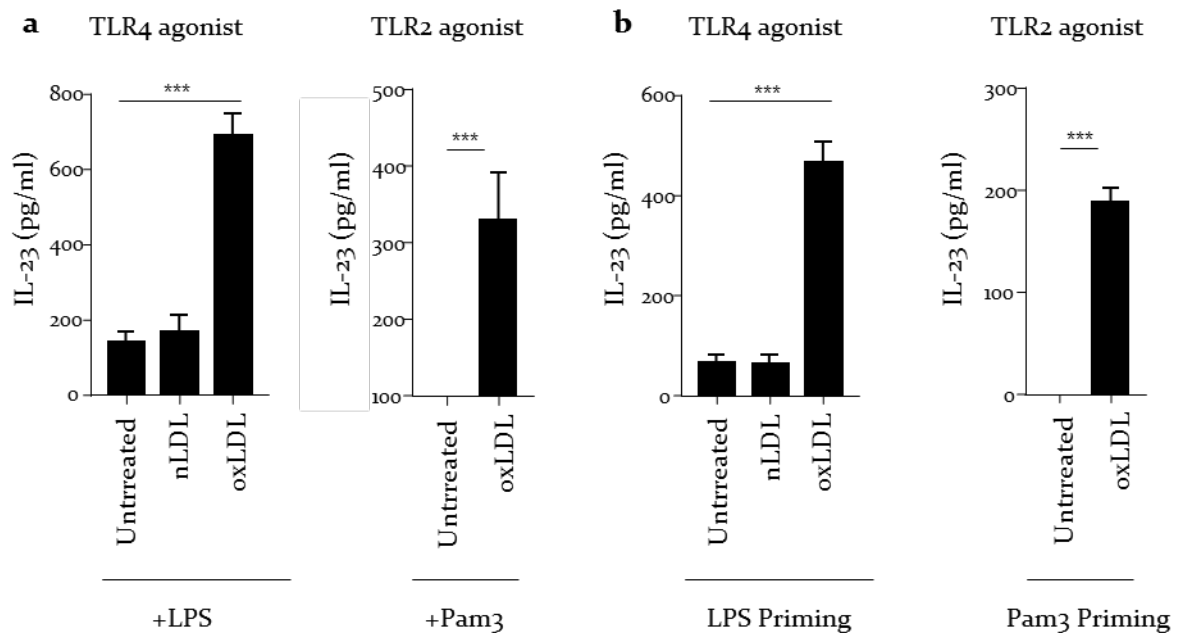 a TLR4 agonist TLR2 agonist b TLR4 agonist TLR2 agonist
IL-23 (pg/ml)
800
600
400
200
0
***
Untrreated
nLDL
oxLDL
+LPS
IL-23 (pg/ml)
500
400
300
200
100
***
Untrreated
oxLDL
+Pam3
IL-23 (pg/ml)
600
400
200
0
***
Untrreated
nLDL
oxLDL
LPS Priming
IL-23 (pg/ml)
300
200
100
0
***
Untrreated
oxLDL
Pam3 Priming